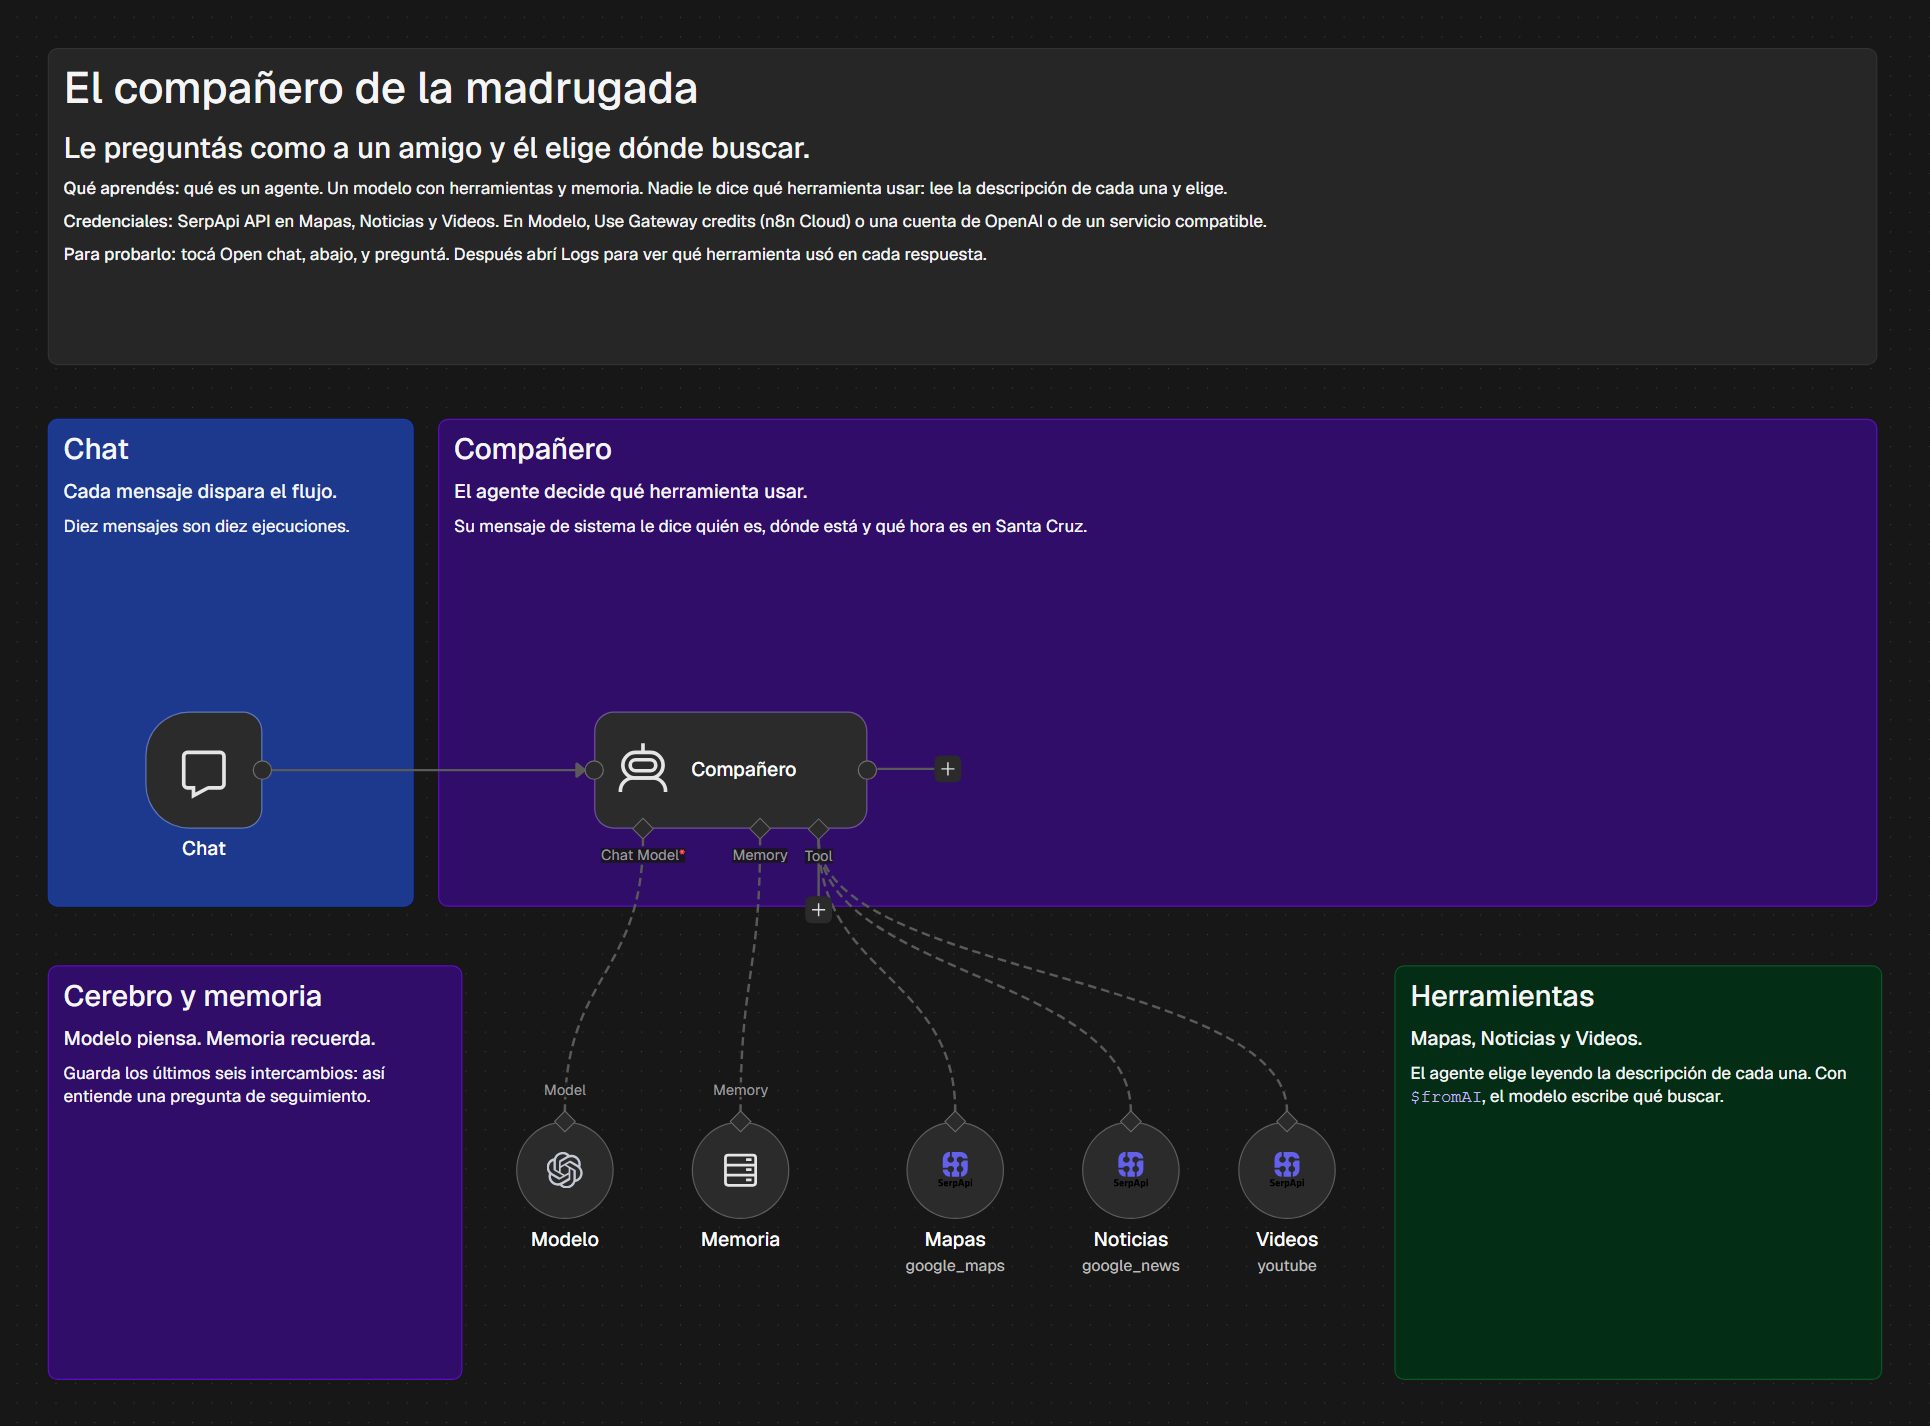 El compañero de la madrugada
Le preguntás como a un amigo y él elige dónde buscar.
Qué aprendés: qué es un agente. Un modelo con herramientas y memoria. Nadie le dice qué herramienta usar: lee la descripción de cada una y elige.
Credenciales: SerpApi API en Mapas, Noticias y Videos. En Modelo, Use Gateway credits (n8n Cloud) o una cuenta de OpenAI o de un servicio compatible.
Para probarlo: tocá Open chat, abajo, y preguntá. Después abrí Logs para ver qué herramienta usó en cada respuesta.
Chat
Cada mensaje dispara el flujo.
Diez mensajes son diez ejecuciones.
Chat
Compañero
El agente decide qué herramienta usar.
Su mensaje de sistema le dice quién es, dónde está y qué hora es en Santa Cruz.
Compañero
Chat Model*
Memory
Tool
Cerebro y memoria
Modelo piensa. Memoria recuerda.
Guarda los últimos seis intercambios: así
entiende una pregunta de seguimiento.
Model
Memory
SerpApi
SerpApi
SerpApi
Modelo
Memoria
Mapas
Noticias
Videos
google_maps
google_news
youtube
Herramientas
Mapas, Noticias y Videos.
El agente elige leyendo la descripción de cada una. Con
$fromAI, el modelo escribe qué buscar.